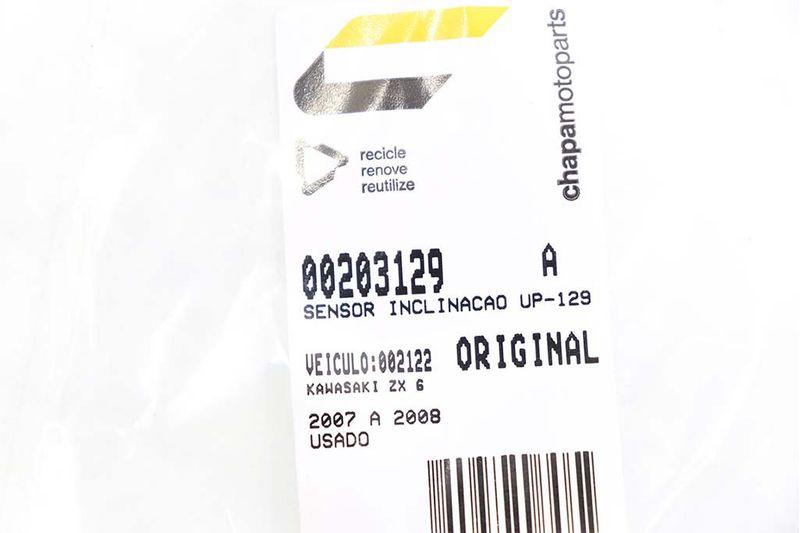 chapamotoparts
recicle
renove
reutilize
00203129 A
SENSOR INCLINACAO UP-129
VEICULO:002122 ORIGINAL
KAWASAKI ZX 6
2007 A 2008
USADO